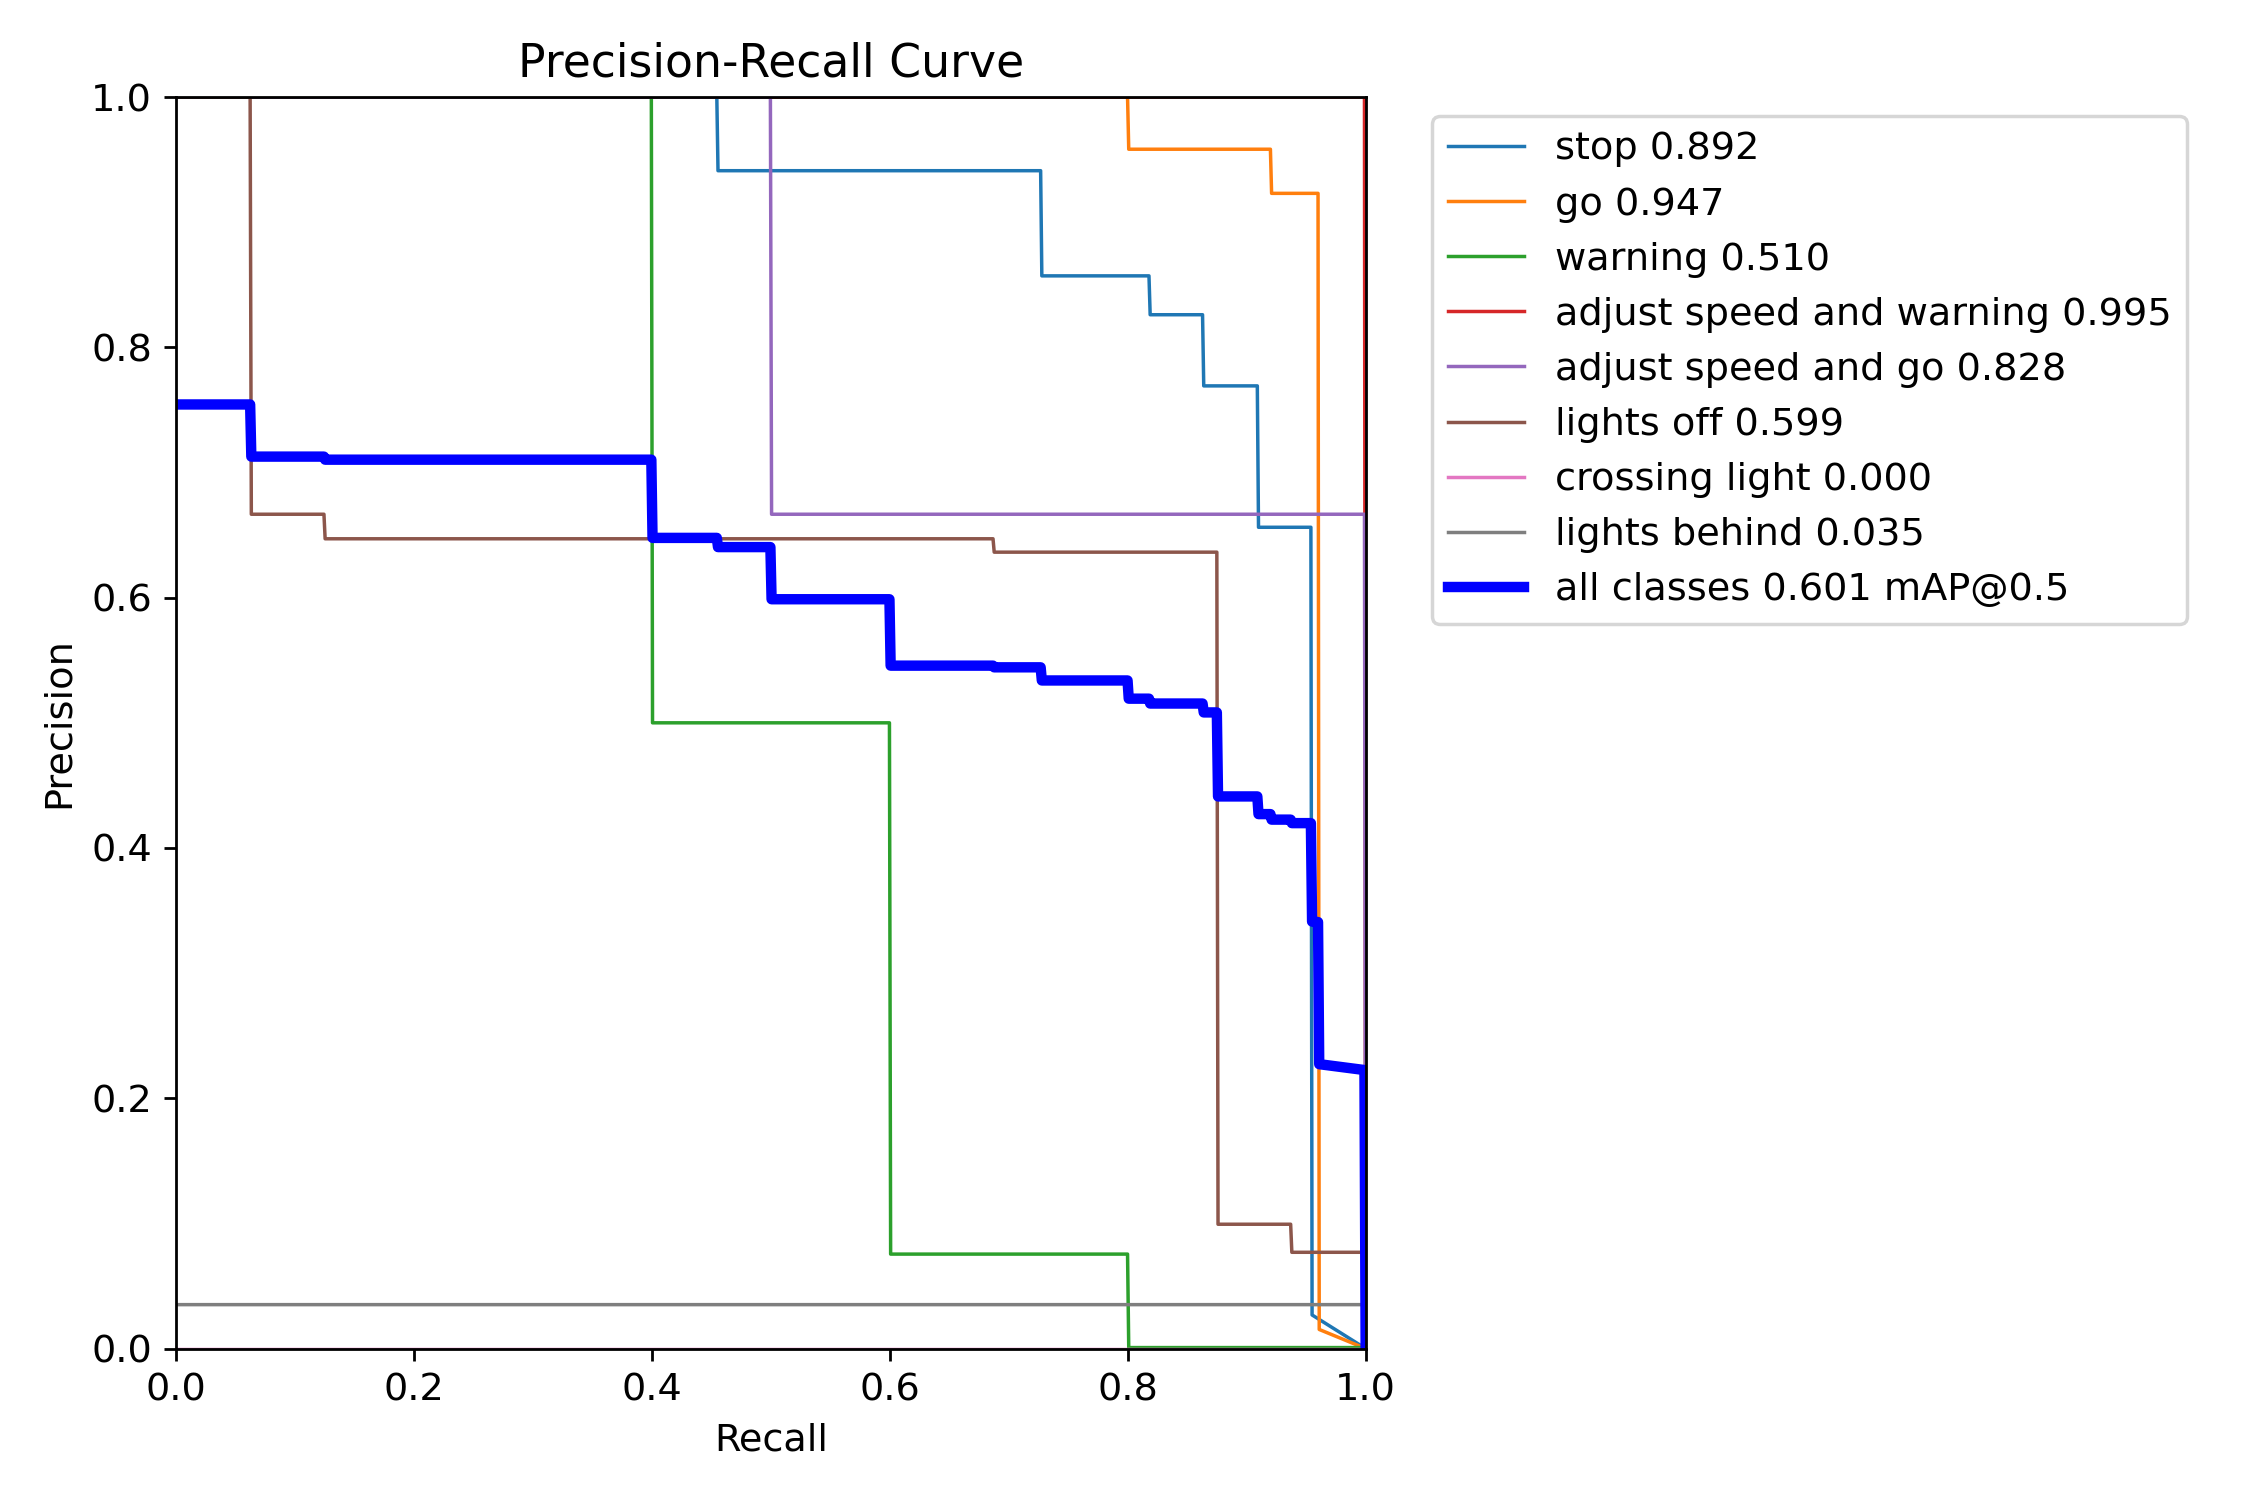 Precision-Recall Curve
1.0
0.8
0.6
0.4
0.2
0.0
Precision
0.0 0.2 0.4 0.6 0.8 1.0
Recall
stop 0.892
go 0.947
warning 0.510
adjust speed and warning 0.995
adjust speed and go 0.828
lights off 0.599
crossing light 0.000
lights behind 0.035
all classes 0.601 mAP@0.5